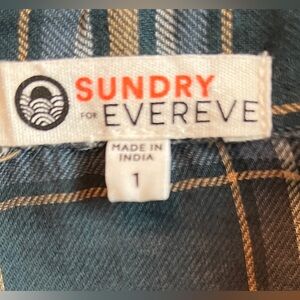 SUNDRY
FOR EVEREVE
MADE IN
INDIA
1